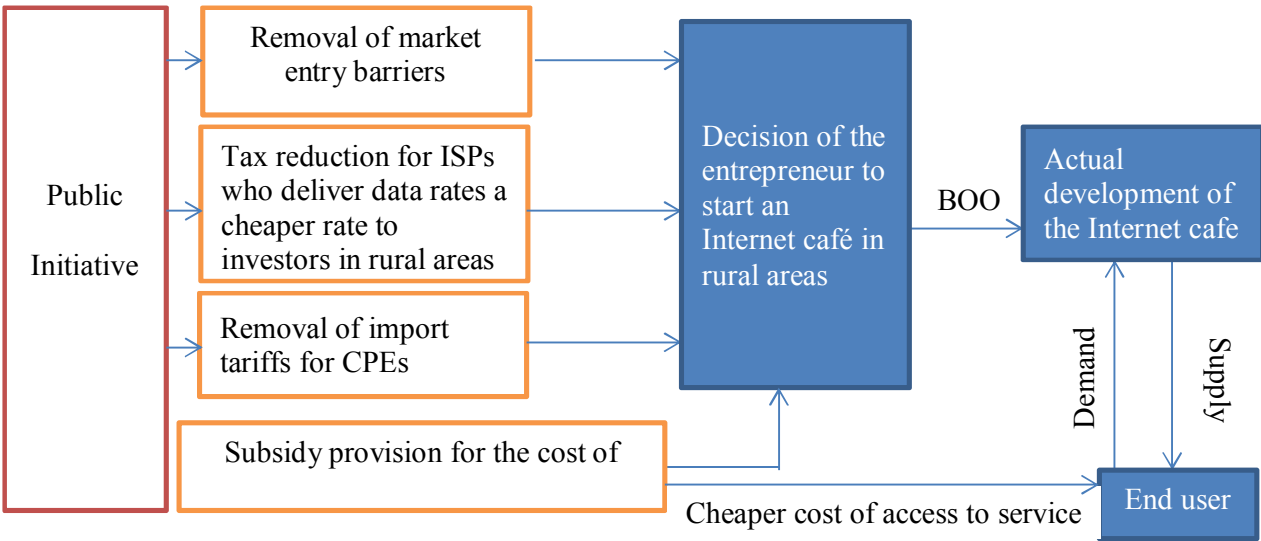 Public
Initiative
Removal of market
entry barriers
Tax reduction for ISPs
who deliver data rates a
cheaper rate to
investors in rural areas
Removal of import
tariffs for CPEs
Subsidy provision for the cost of
Decision of the
entrepreneur to
start an
Internet café in
rural areas
BOO
Actual
development of
the Internet cafe
Demand
Supply
Cheaper cost of access to service
End user